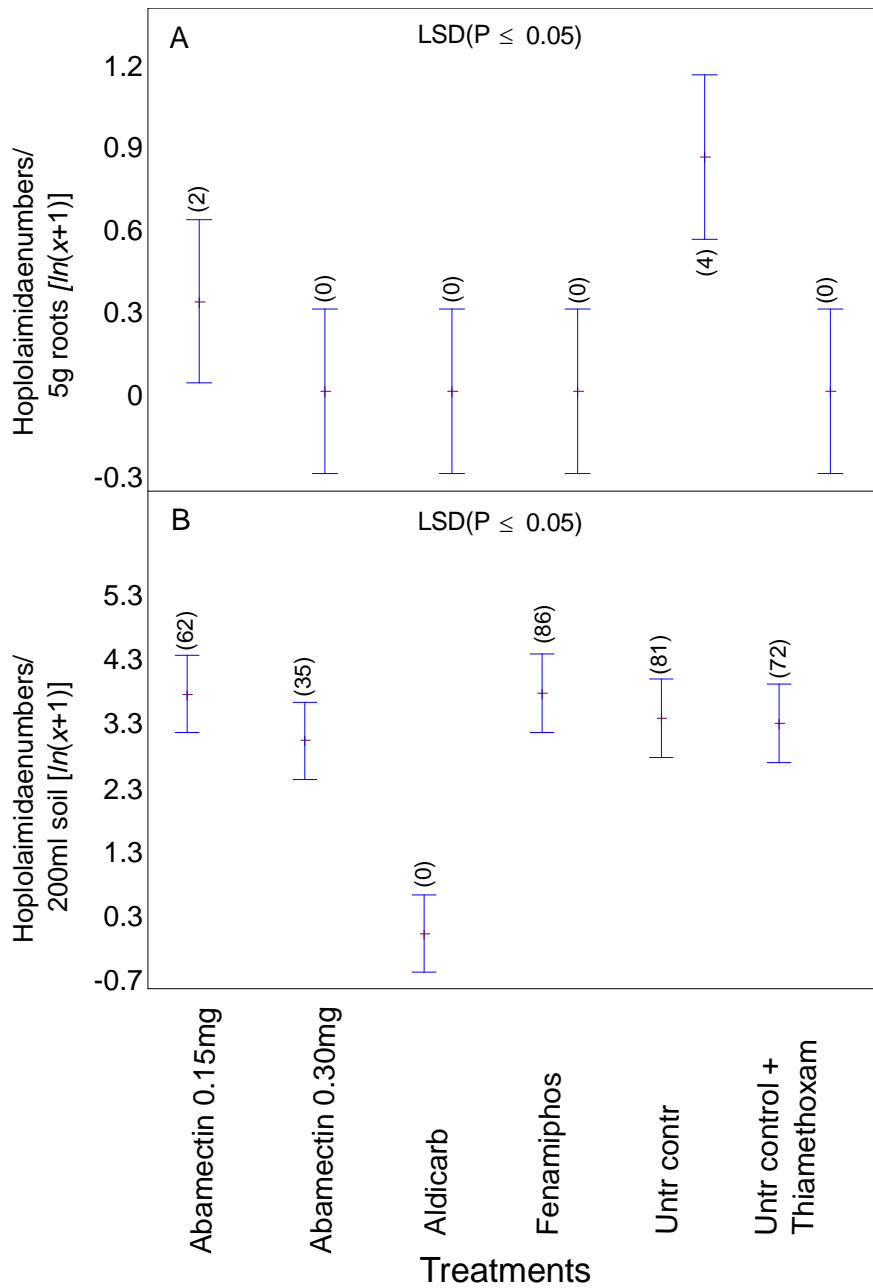 A
LSD(P ≤ 0.05)
Hoplolaimidaenumbers/
5g roots [ln(x+1)]
1.2
0.9
0.6
0.3
0
-0.3
(2)
(0)
(0)
(0)
(4)
(0)
B
LSD(P ≤ 0.05)
Hoplolaimidaenumbers/
200ml soil [ln(x+1)]
5.3
4.3
3.3
2.3
1.3
0.3
-0.7
(62)
(35)
(0)
(86)
(81)
(72)
Abamectin 0.15mg
Abamectin 0.30mg
Aldicarb
Fenamiphos
Untr contr
Untr control +
Thiamethoxam
Treatments